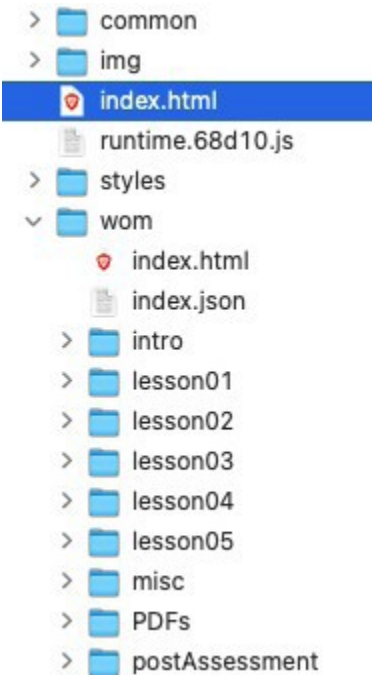 common
img
index.html
runtime.68d10.js
styles
wom
index.html
index.json
intro
lesson01
lesson02
lesson03
lesson04
lesson05
misc
PDFs
postAssessment